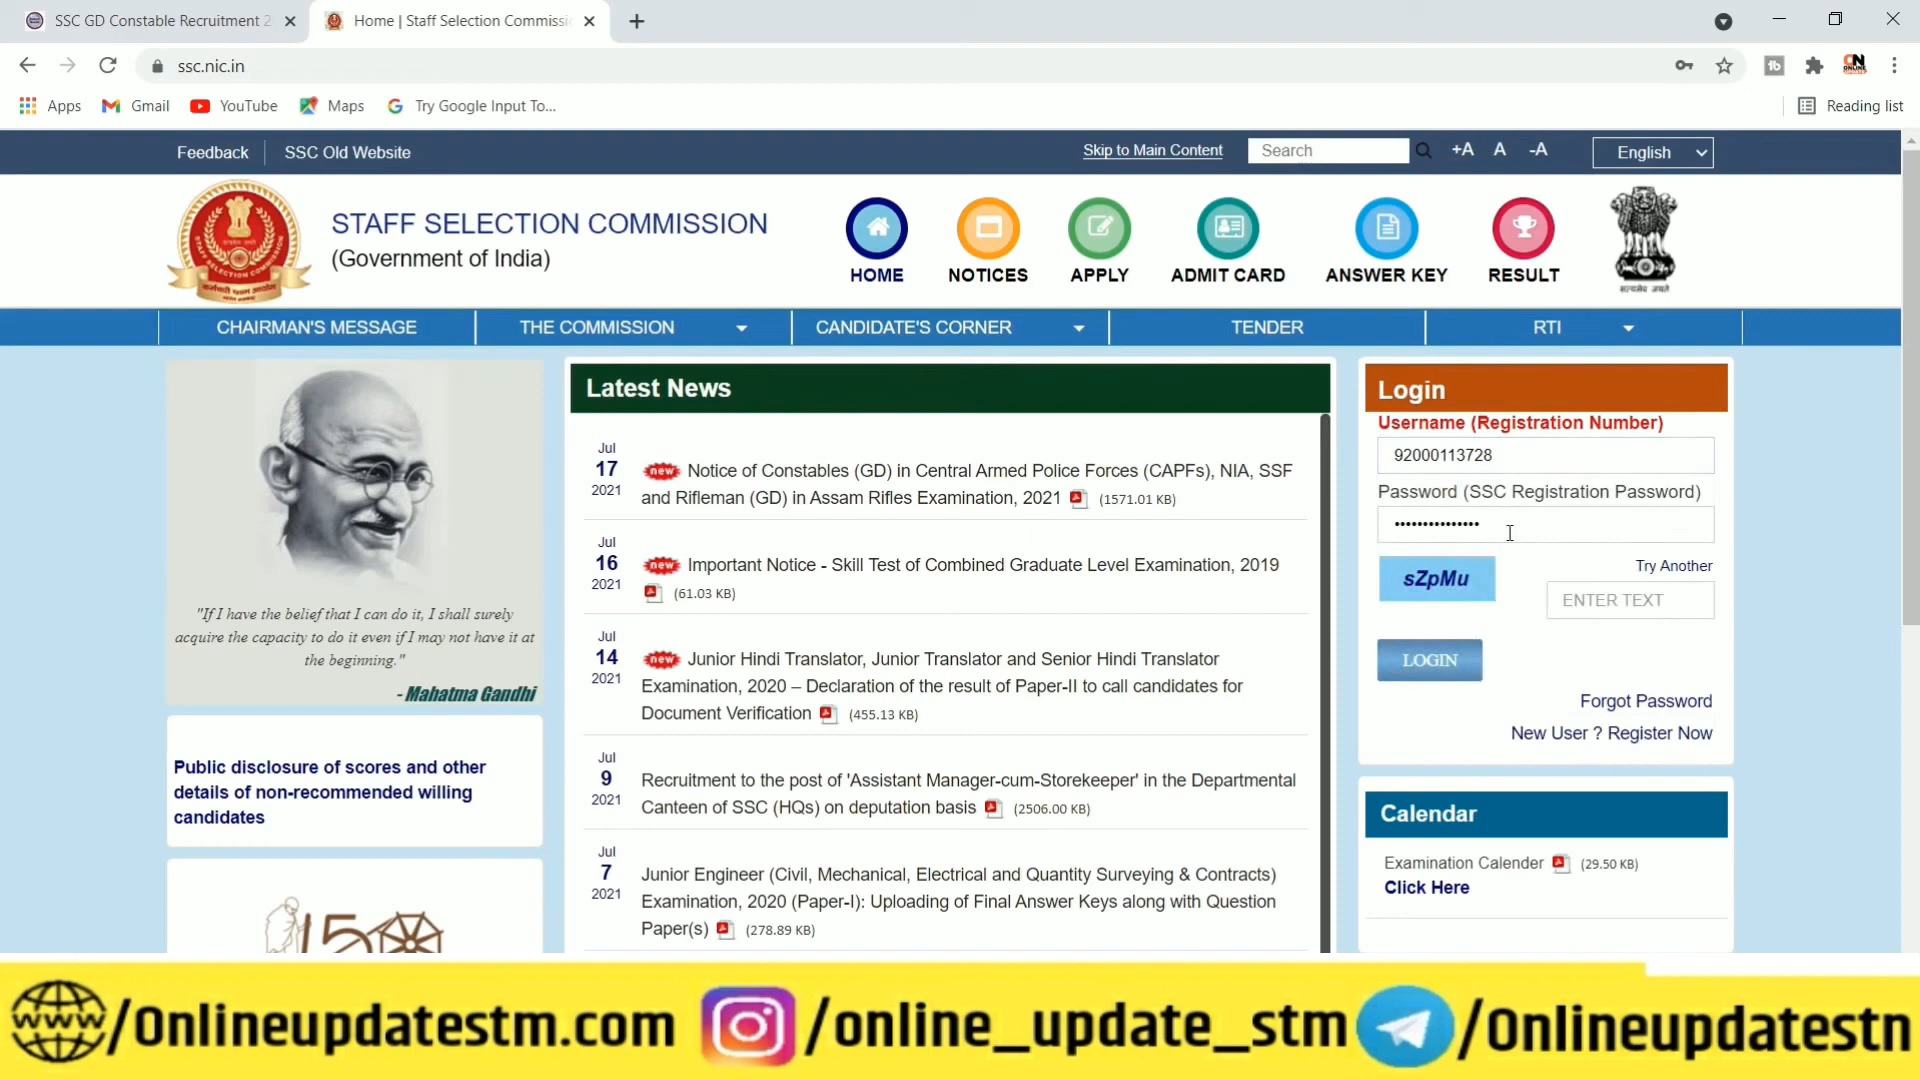 SSC GD Constable Recruitment 2
Home | Staff Selection Commissi
ssc.nic.in
Apps
Gmail
YouTube
Maps
Try Google Input To...
Reading list
Feedback
SSC Old Website
Skip to Main Content
Search
+A A -A
English
STAFF SELECTION COMMISSION
(Government of India)
HOME
NOTICES
APPLY
ADMIT CARD
ANSWER KEY
RESULT
सत्यमेव जयते
CHAIRMAN'S MESSAGE
THE COMMISSION
CANDIDATE'S CORNER
TENDER
RTI
"If I have the belief that I can do it, I shall surely
acquire the capacity to do it even if I may not have it at
the beginning."
- Mahatma Gandhi
Public disclosure of scores and other
details of non-recommended willing
candidates
150
Latest News
Jul
17
2021
new Notice of Constables (GD) in Central Armed Police Forces (CAPFs), NIA, SSF
and Rifleman (GD) in Assam Rifles Examination, 2021 (1571.01 KB)
Jul
16
2021
new Important Notice - Skill Test of Combined Graduate Level Examination, 2019
(61.03 KB)
Jul
14
2021
new Junior Hindi Translator, Junior Translator and Senior Hindi Translator
Examination, 2020 – Declaration of the result of Paper-II to call candidates for
Document Verification (455.13 KB)
Jul
9
2021
Recruitment to the post of 'Assistant Manager-cum-Storekeeper' in the Departmental
Canteen of SSC (HQs) on deputation basis (2506.00 KB)
Jul
7
2021
Junior Engineer (Civil, Mechanical, Electrical and Quantity Surveying & Contracts)
Examination, 2020 (Paper-I): Uploading of Final Answer Keys along with Question
Paper(s) (278.89 KB)
Login
Username (Registration Number)
92000113728
Password (SSC Registration Password)
•••••••••••••••
sZpMu
Try Another
ENTER TEXT
LOGIN
Forgot Password
New User ? Register Now
Calendar
Examination Calender (29.50 KB)
Click Here
www/Onlineupdatestm.com
/online_update_stm
/Onlineupdatestn